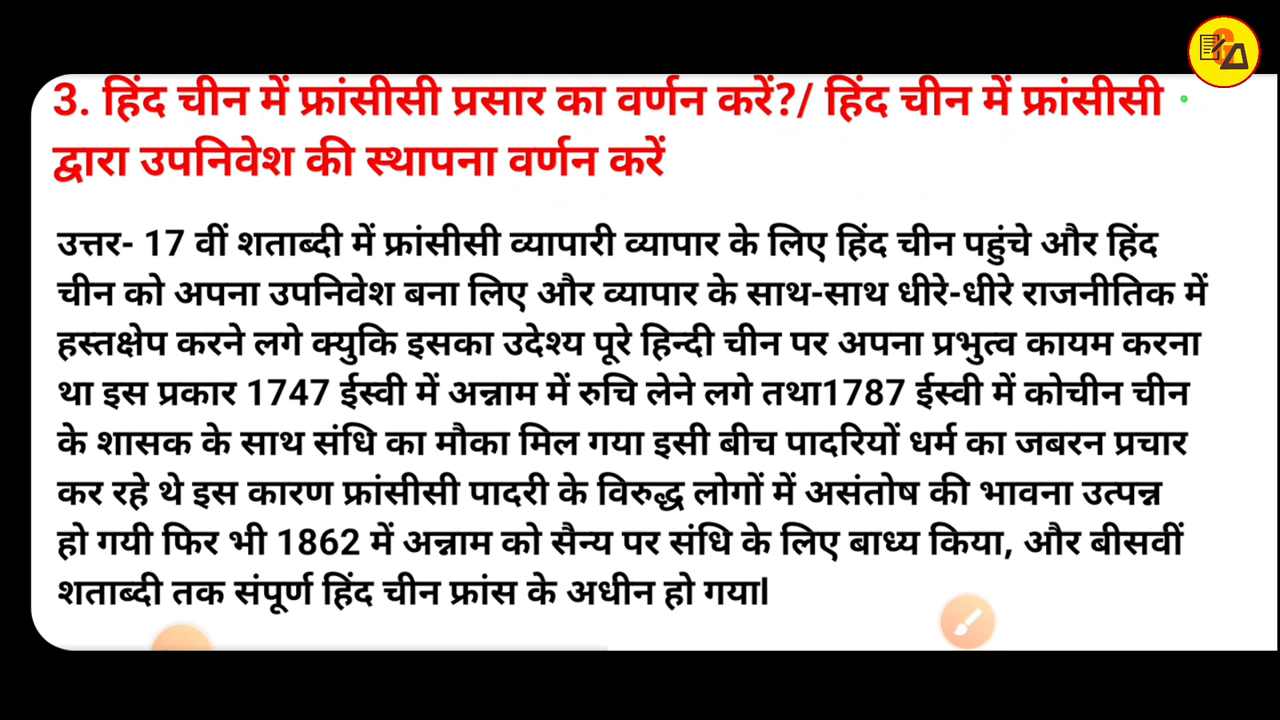 3. हिंद चीन में फ्रांसीसी प्रसार का वर्णन करें?/ हिंद चीन में फ्रांसीसी
द्वारा उपनिवेश की स्थापना वर्णन करें
उत्तर- 17 वीं शताब्दी में फ्रांसीसी व्यापारी व्यापार के लिए हिंद चीन पहुंचे और हिंद
चीन को अपना उपनिवेश बना लिए और व्यापार के साथ-साथ धीरे-धीरे राजनीतिक में
हस्तक्षेप करने लगे क्युकि इसका उदेश्य पूरे हिन्दी चीन पर अपना प्रभुत्व कायम करना
था इस प्रकार 1747 ईस्वी में अन्नाम में रुचि लेने लगे तथा1787 ईस्वी में कोचीन चीन
के शासक के साथ संधि का मौका मिल गया इसी बीच पादरियों धर्म का जबरन प्रचार
कर रहे थे इस कारण फ्रांसीसी पादरी के विरुद्ध लोगों में असंतोष की भावना उत्पन्न
हो गयी फिर भी 1862 में अन्नाम को सैन्य पर संधि के लिए बाध्य किया, और बीसवीं
शताब्दी तक संपूर्ण हिंद चीन फ्रांस के अधीन हो गया।